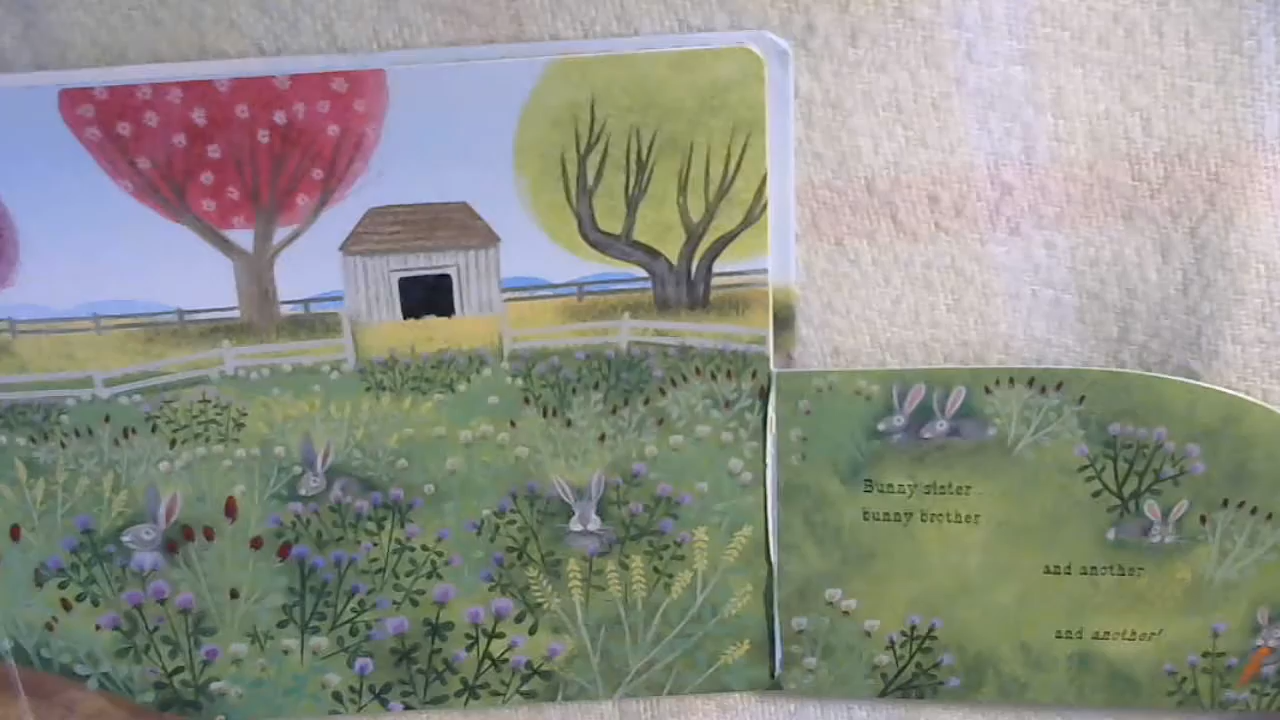 Bunny sister
bunny brother
and another
and another!